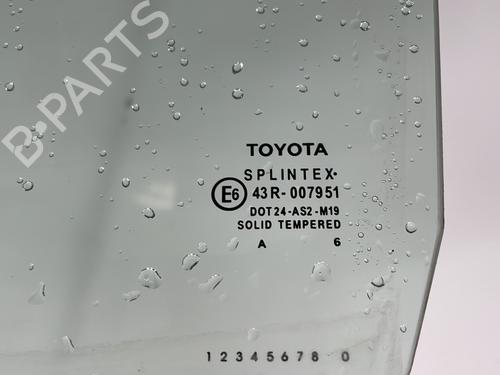 B-PARTS
TOYOTA
SPLINTEX
E6 43R-007951
DOT24-AS2-M19
SOLID TEMPERED
A 6
12345678 0